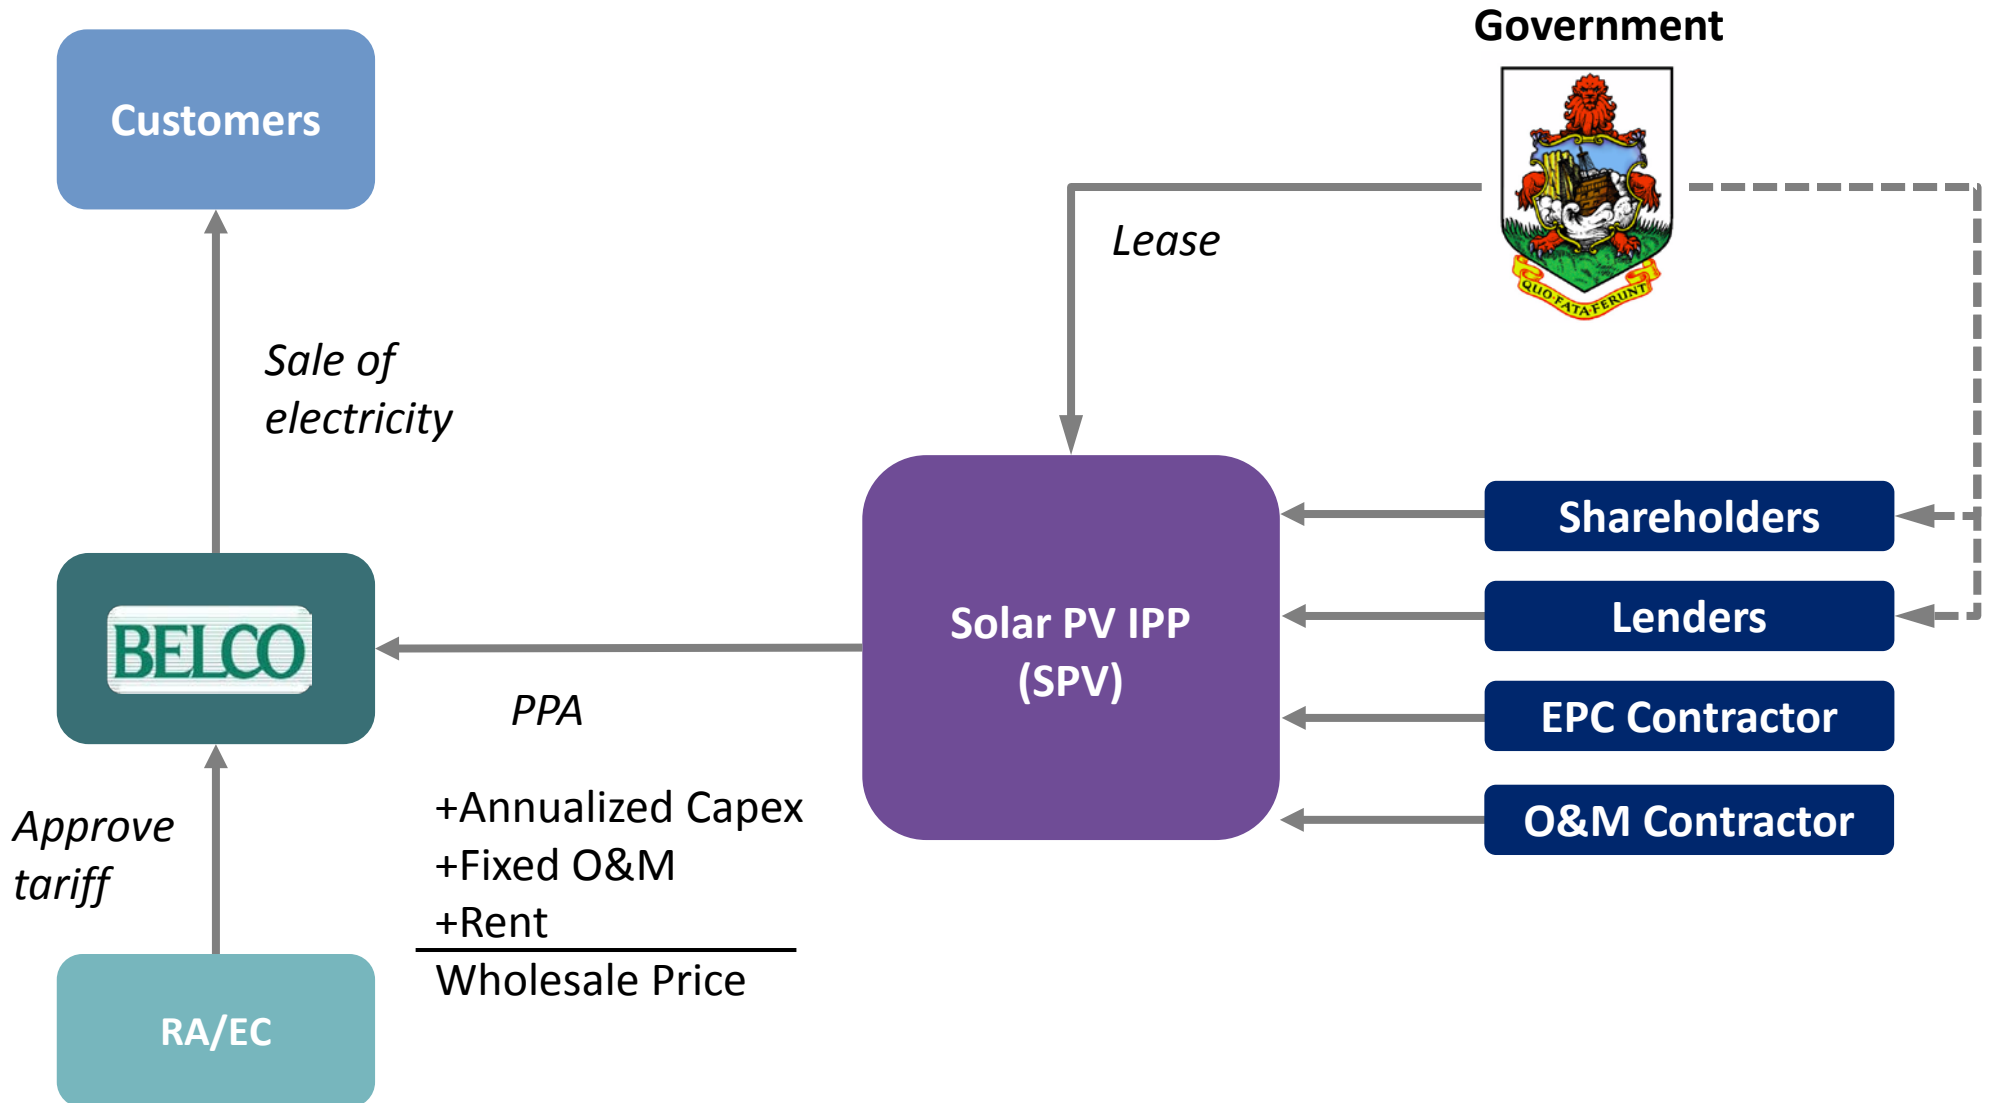 Government
Customers
QUO FATA FERUNT
Lease
Sale of
electricity
Shareholders
Lenders
Solar PV IPP
(SPV)
BELCO
PPA
EPC Contractor
O&M Contractor
+Annualized Capex
+Fixed O&M
+Rent
Wholesale Price
Approve
tariff
RA/EC